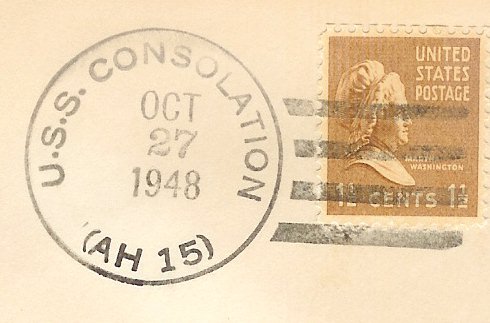 U.S.S. CONSOLATION
OCT
27
1948
(AH 15)
UNITED
STATES
POSTAGE
MARTHA
WASHINGTON
1½ CENTS 1½